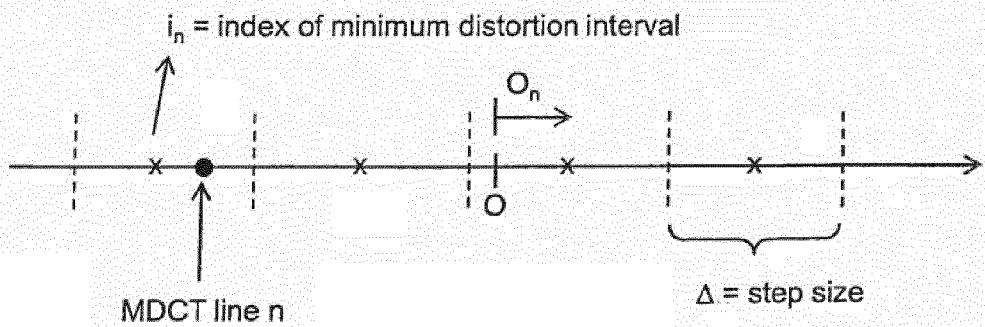 iₙ = index of minimum distortion interval
Oₙ
O
MDCT line n
Δ = step size